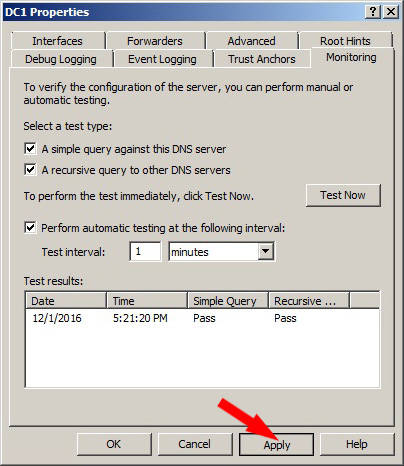 DC1 Properties
Interfaces Forwarders Advanced Root Hints
Debug Logging Event Logging Trust Anchors Monitoring
To verify the configuration of the server, you can perform manual or
automatic testing.
Select a test type:
A simple query against this DNS server
A recursive query to other DNS servers
To perform the test immediately, click Test Now. Test Now
Perform automatic testing at the following interval:
Test interval: 1 minutes
Test results:
Date Time Simple Query Recursive ...
12/1/2016 5:21:20 PM Pass Pass
OK Cancel Apply Help